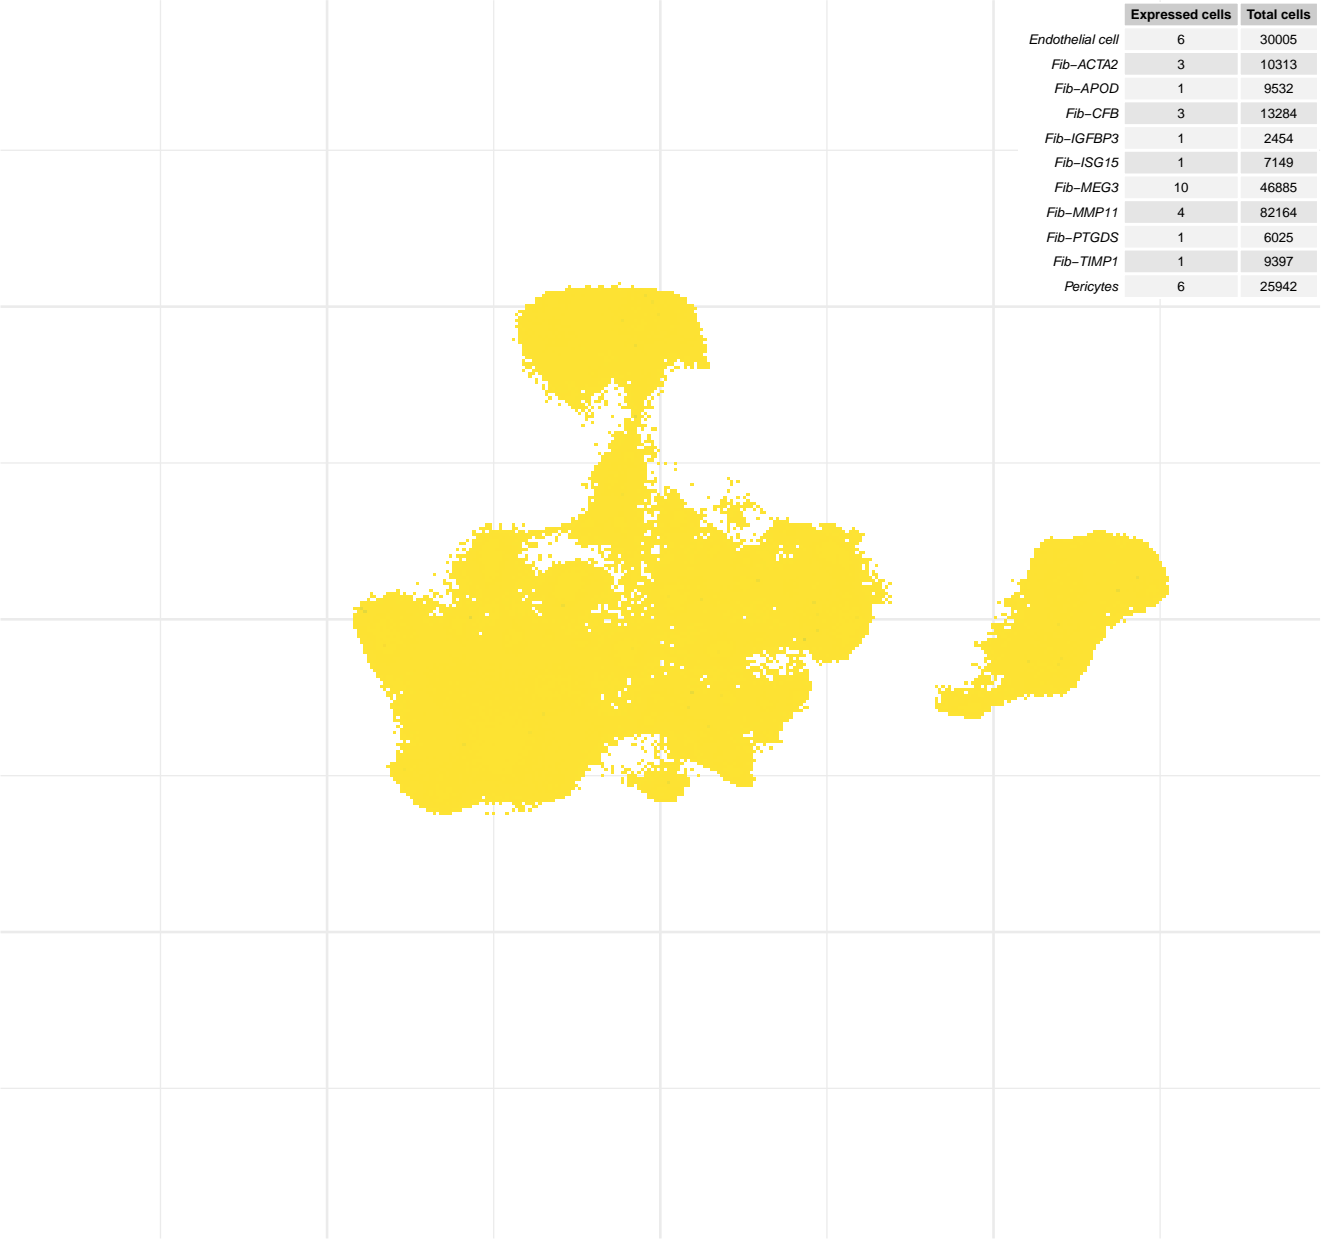 Expressed cells Total cells
Endothelial cell 6 30005
Fib−ACTA2 3 10313
Fib−APOD 1 9532
Fib−CFB 3 13284
Fib−IGFBP3 1 2454
Fib−ISG15 1 7149
Fib−MEG3 10 46885
Fib−MMP11 4 82164
Fib−PTGDS 1 6025
Fib−TIMP1 1 9397
Pericytes 6 25942